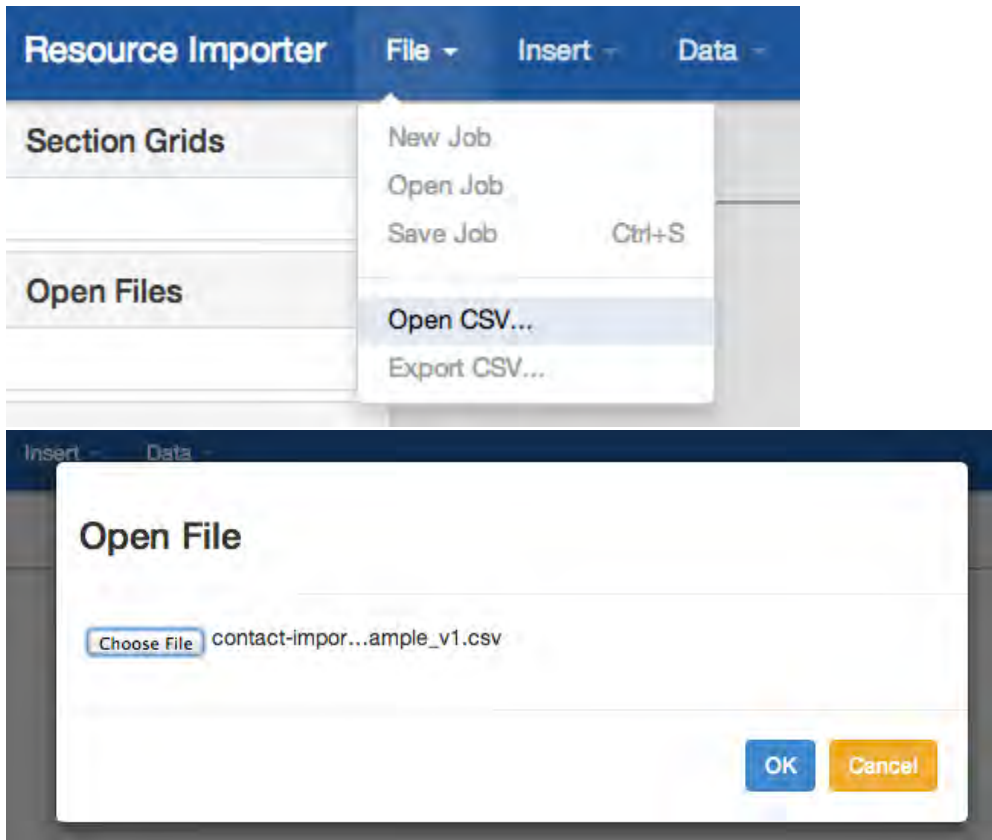 Resource Importer File Insert Data
Section Grids
New Job
Open Job
Save Job Ctrl+S
Open Files
Open CSV...
Export CSV...
Insert Data
Open File
Choose File contact-impor...ample_v1.csv
OK Cancel